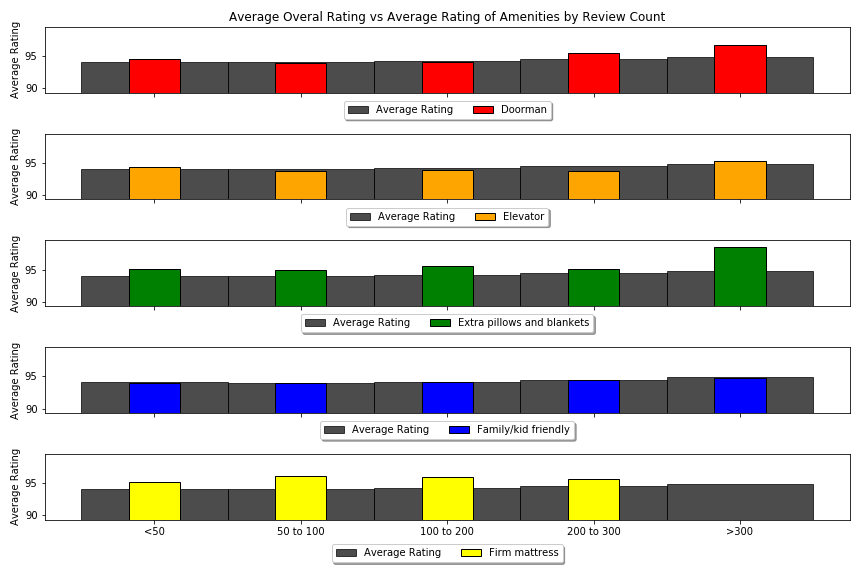 Average Overal Rating vs Average Rating of Amenities by Review Count
Average Rating
95
90
Average Rating Doorman
Average Rating
95
90
Average Rating Elevator
Average Rating
95
90
Average Rating Extra pillows and blankets
Average Rating
95
90
Average Rating Family/kid friendly
Average Rating
95
90
<50 50 to 100 100 to 200 200 to 300 >300
Average Rating Firm mattress